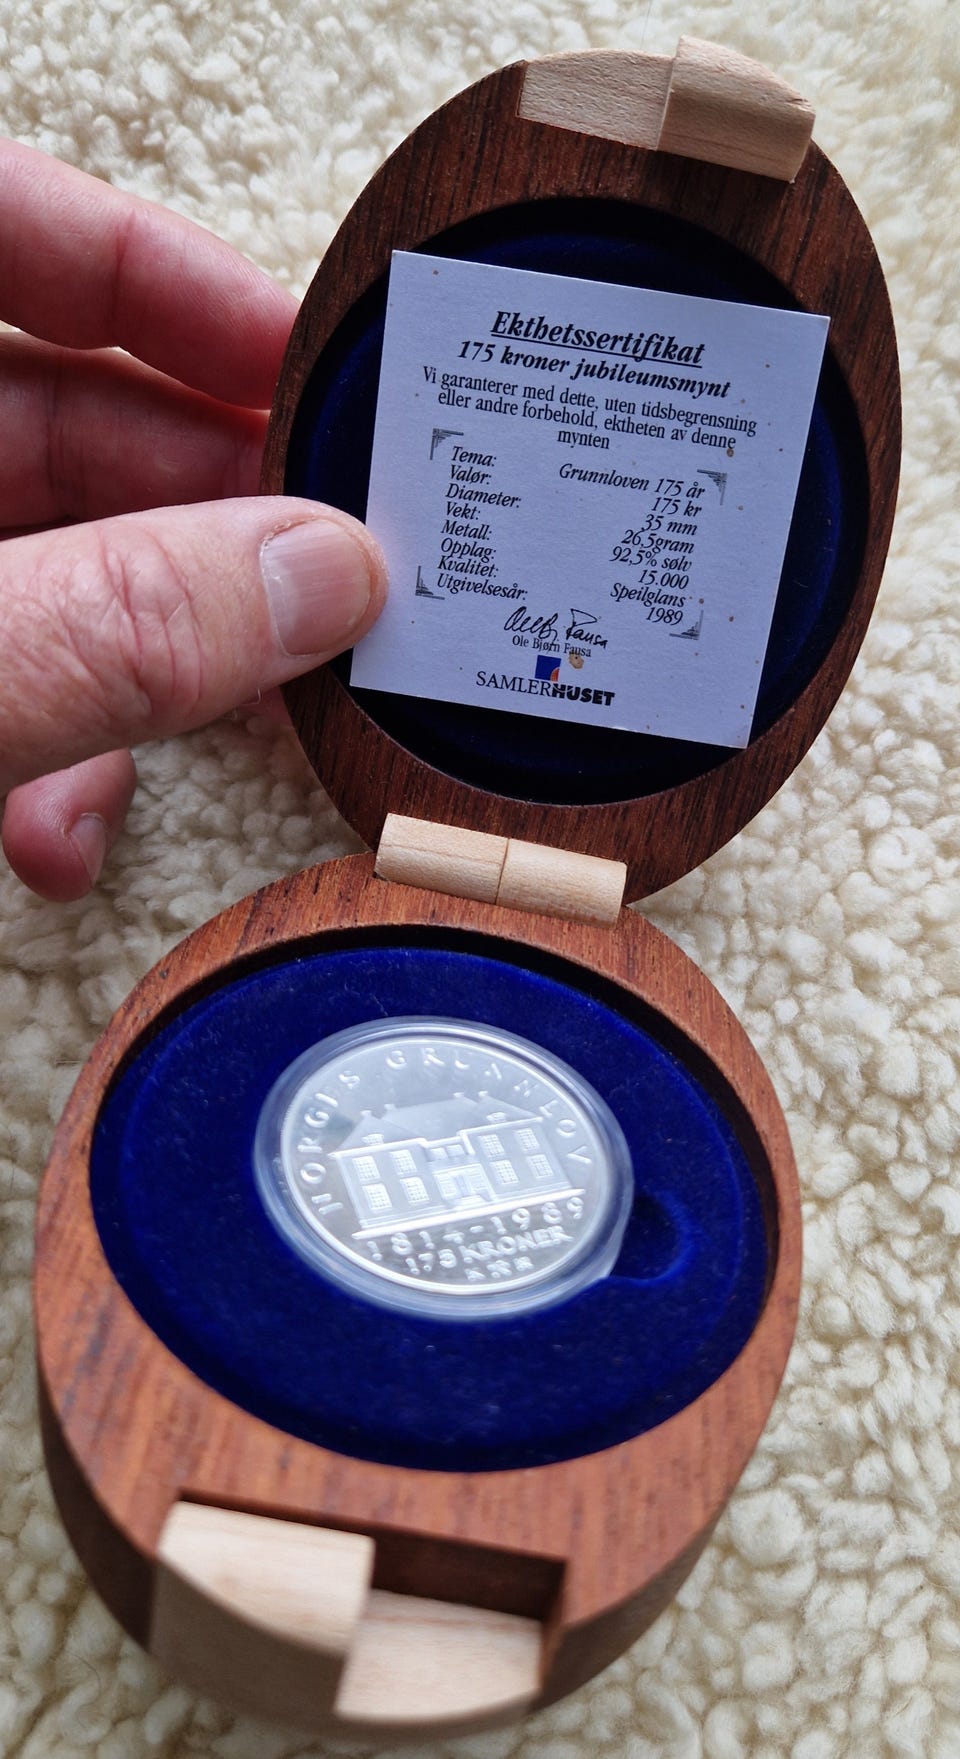 Ekthetssertifikat
175 kroner jubileumsmynt
Vi garanterer med dette, uten tidsbegrensning
eller andre forbehold, ektheten av denne
mynten
Tema: Grunnloven 175 år
Valør: 175 kr
Diameter: 35 mm
Vekt: 26,5gram
Metall: 92,5% sølv
Opplag: 15.000
Kvalitet: Speilglans
Utgivelsesår: 1989
Ole Bjørn Fausa
SAMLERHUSET
NORGES GRUNNLOV
1814-1989
175 KRONER